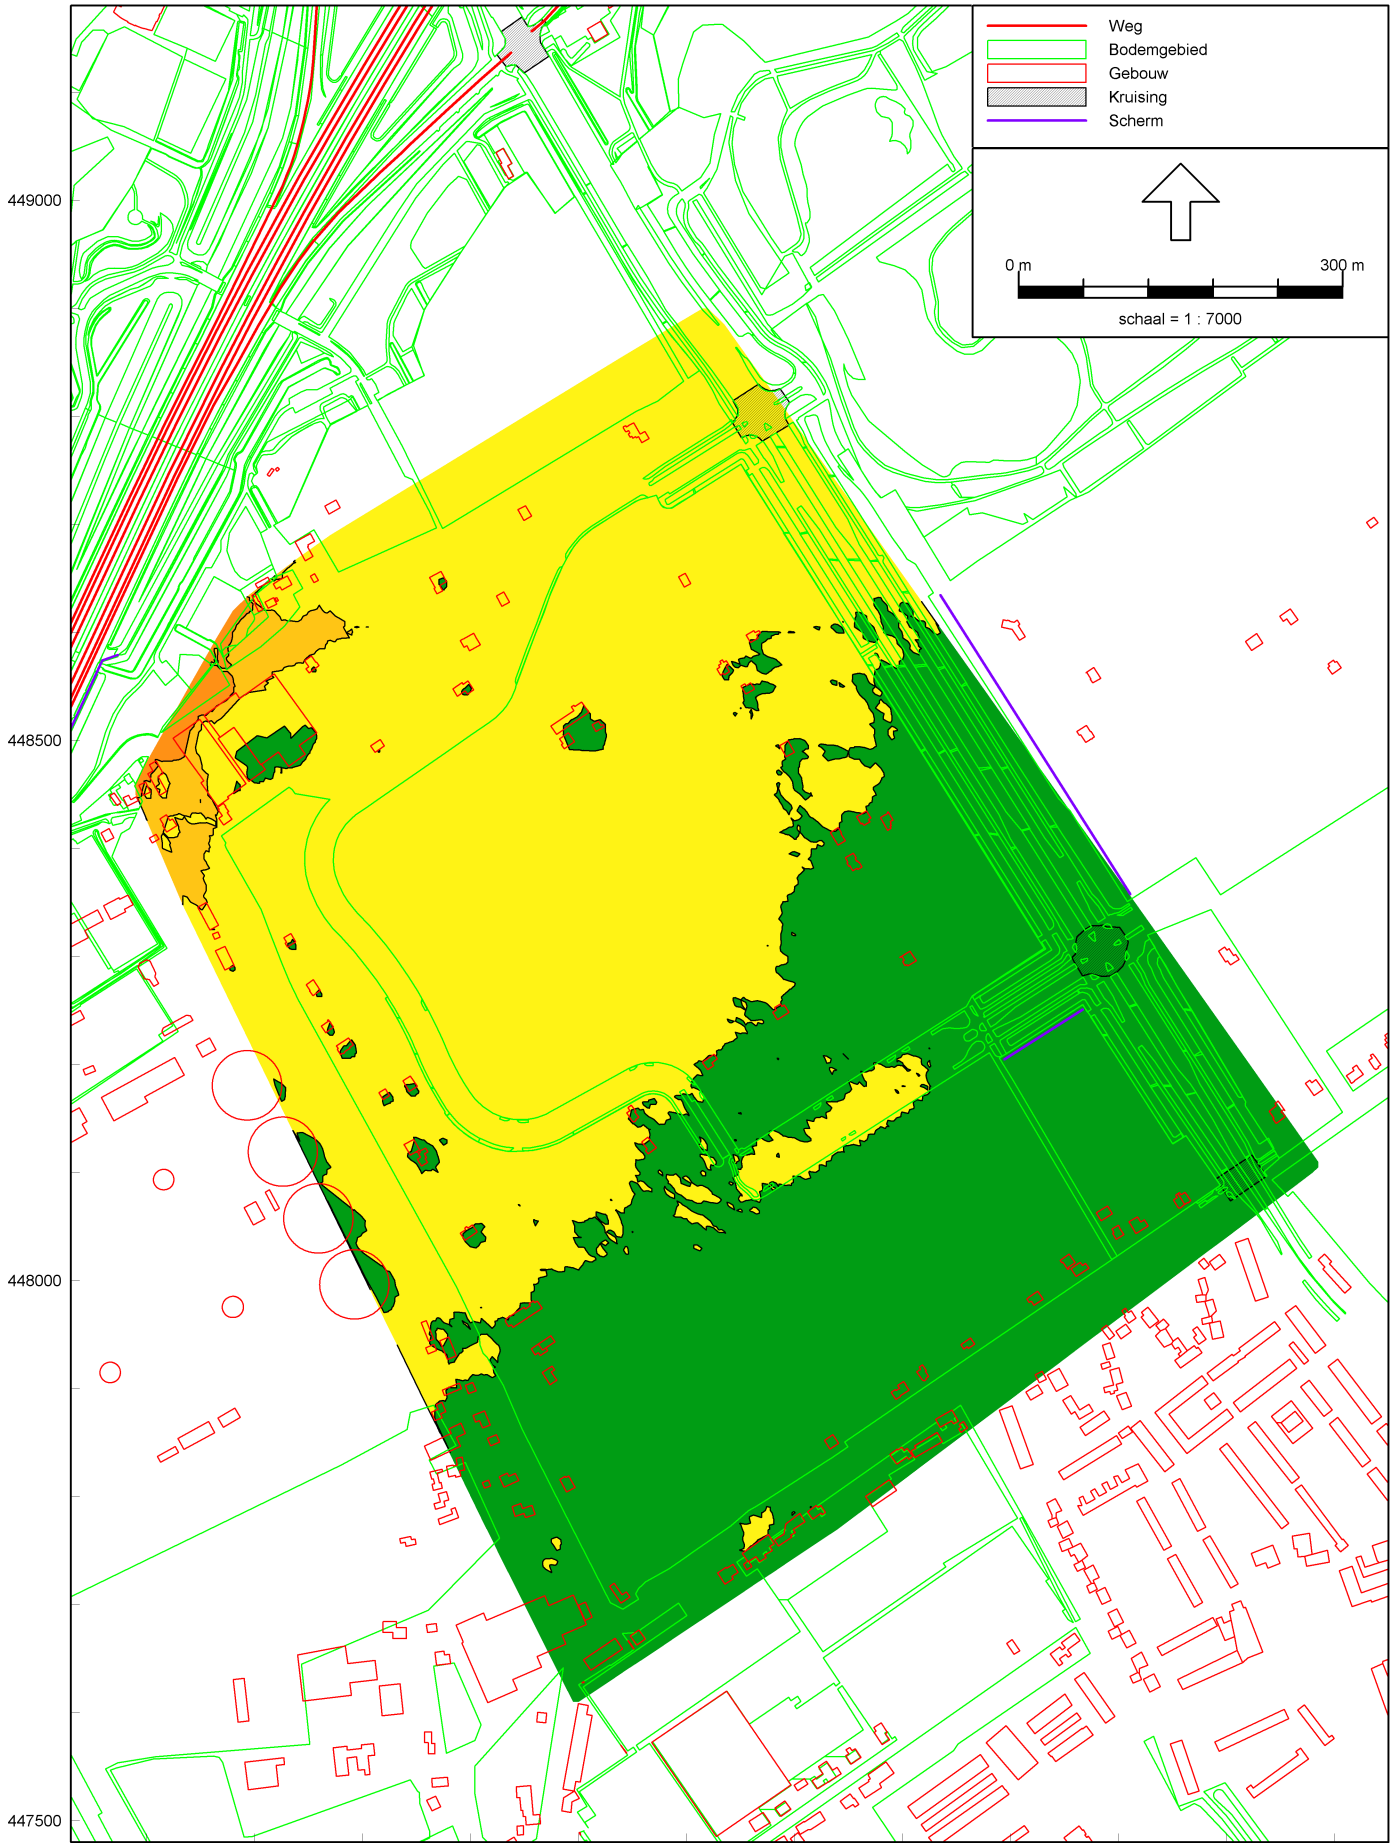 Weg
Bodemgebied
Gebouw
Kruising
Scherm
0 m 300 m
schaal = 1 : 7000
449000
448500
448000
447500